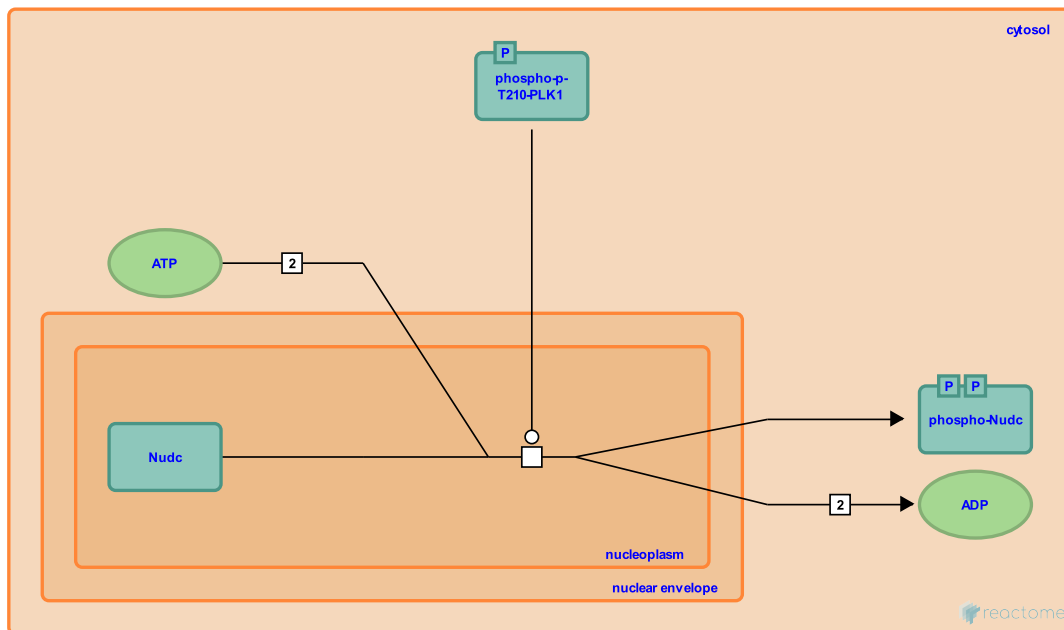 cytosol
P
phospho-p-
T210-PLK1
ATP
2
P P
phospho-Nudc
Nudc
2
ADP
nucleoplasm
nuclear envelope
reactome